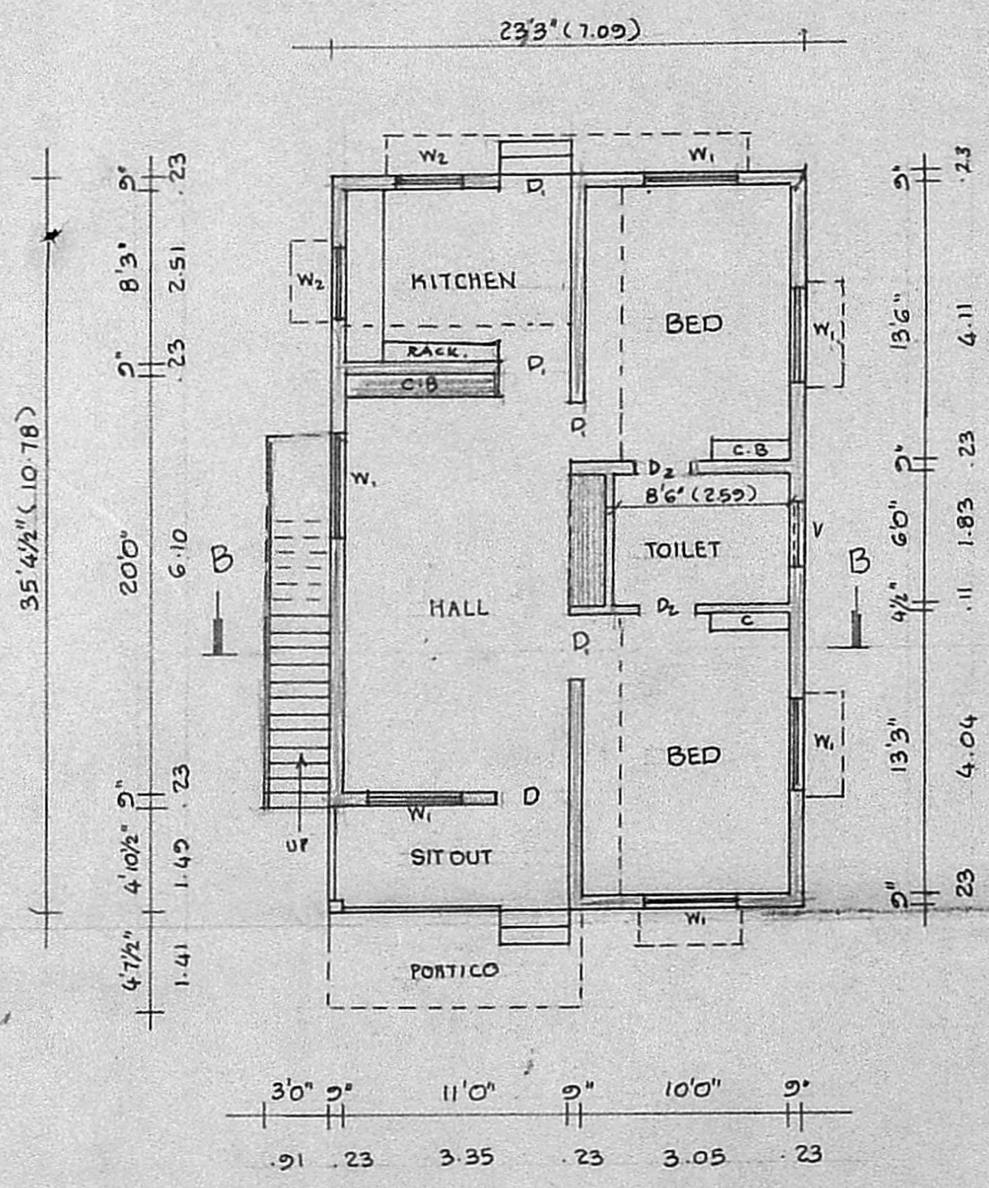 23'3" (7.09)
W2
W1
D1
9"
.23
9"
.23
W2
KITCHEN
BED
W1
8'3"
2.51
13'6"
4.11
RACK.
D1
9"
.23
C.B
D1
C.B
9"
.23
D2
W1
8'6" (2.59)
35'4½" (10.78)
20'0"
6.10
B
TOILET
V
B
6'0"
1.83
HALL
D2
4½"
.11
C
D1
BED
W1
13'3"
4.04
9"
.23
W1
D
UP
4'10½"
1.49
SITOUT
W1
9"
23
4'7½"
1.41
PORTICO
3'0" 9" 11'0" 9" 10'0" 9"
.91 .23 3.35 .23 3.05 .23